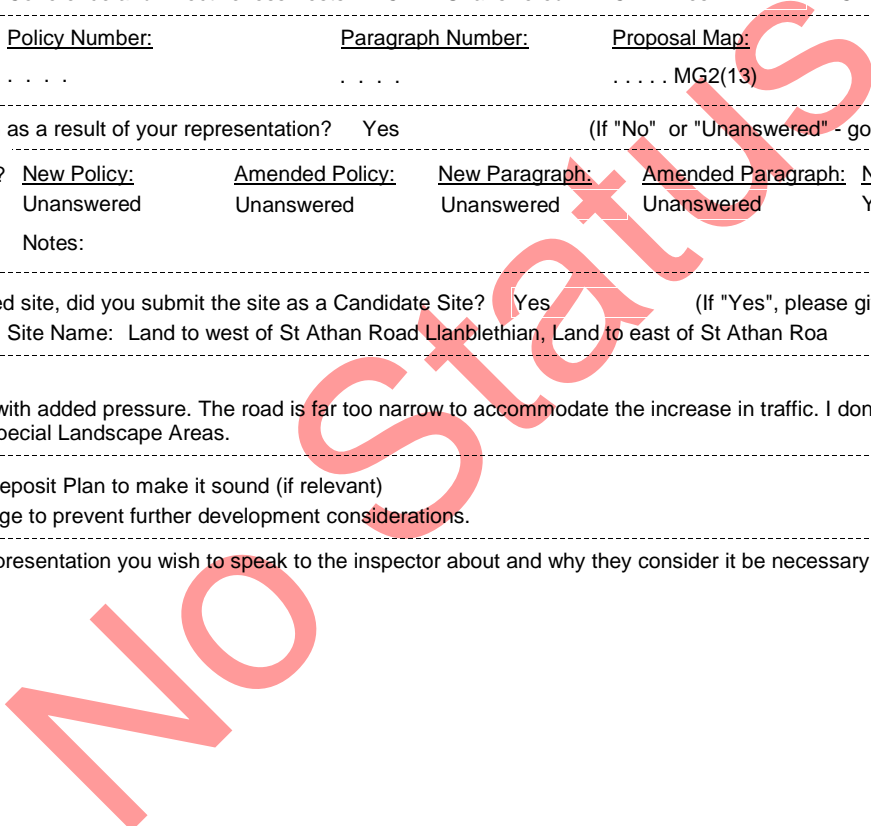 Policy Number: Paragraph Number: Proposal Map:
. . . . . . . . . . . . . MG2(13)
as a result of your representation? Yes (If "No" or "Unanswered" - go
? New Policy: Amended Policy: New Paragraph: Amended Paragraph: N
Unanswered Unanswered Unanswered Unanswered Y
Notes:
ed site, did you submit the site as a Candidate Site? Yes (If "Yes", please gi
Site Name: Land to west of St Athan Road Llanblethian, Land to east of St Athan Roa
with added pressure. The road is far too narrow to accommodate the increase in traffic. I don
pecial Landscape Areas.
eposit Plan to make it sound (if relevant)
ge to prevent further development considerations.
presentation you wish to speak to the inspector about and why they consider it be necessary
No Status